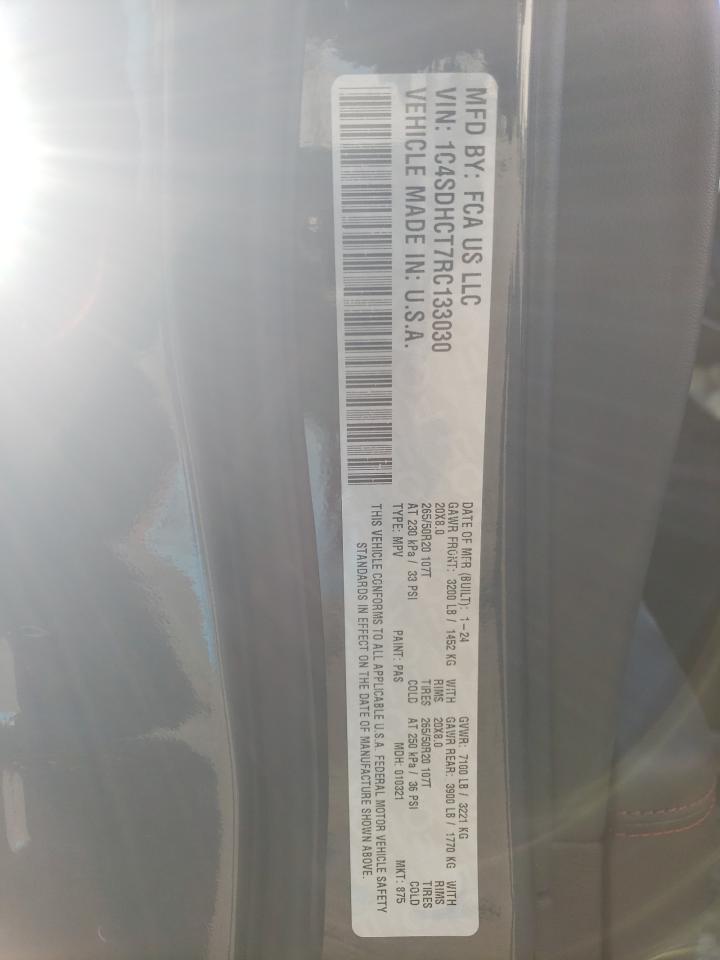 MFD BY: FCA US LLC
VIN: 1C4SDHCT7RC133030
VEHICLE MADE IN: U.S.A.
DATE OF MFR (BUILT): 1-24 GVWR: 7100 LB / 3221 KG
GAWR FRONT: 3200 LB / 1452 KG WITH GAWR REAR: 3900 LB / 1770 KG WITH
20X8.0 RIMS 20X8.0 RIMS
265/50R20 107T TIRES 265/50R20 107T TIRES
AT 230 kPa / 33 PSI COLD AT 250 kPa / 36 PSI COLD
TYPE: MPV PAINT: PAS MDH: 010321 MKT: 875
THIS VEHICLE CONFORMS TO ALL APPLICABLE U.S.A. FEDERAL MOTOR VEHICLE SAFETY
STANDARDS IN EFFECT ON THE DATE OF MANUFACTURE SHOWN ABOVE.